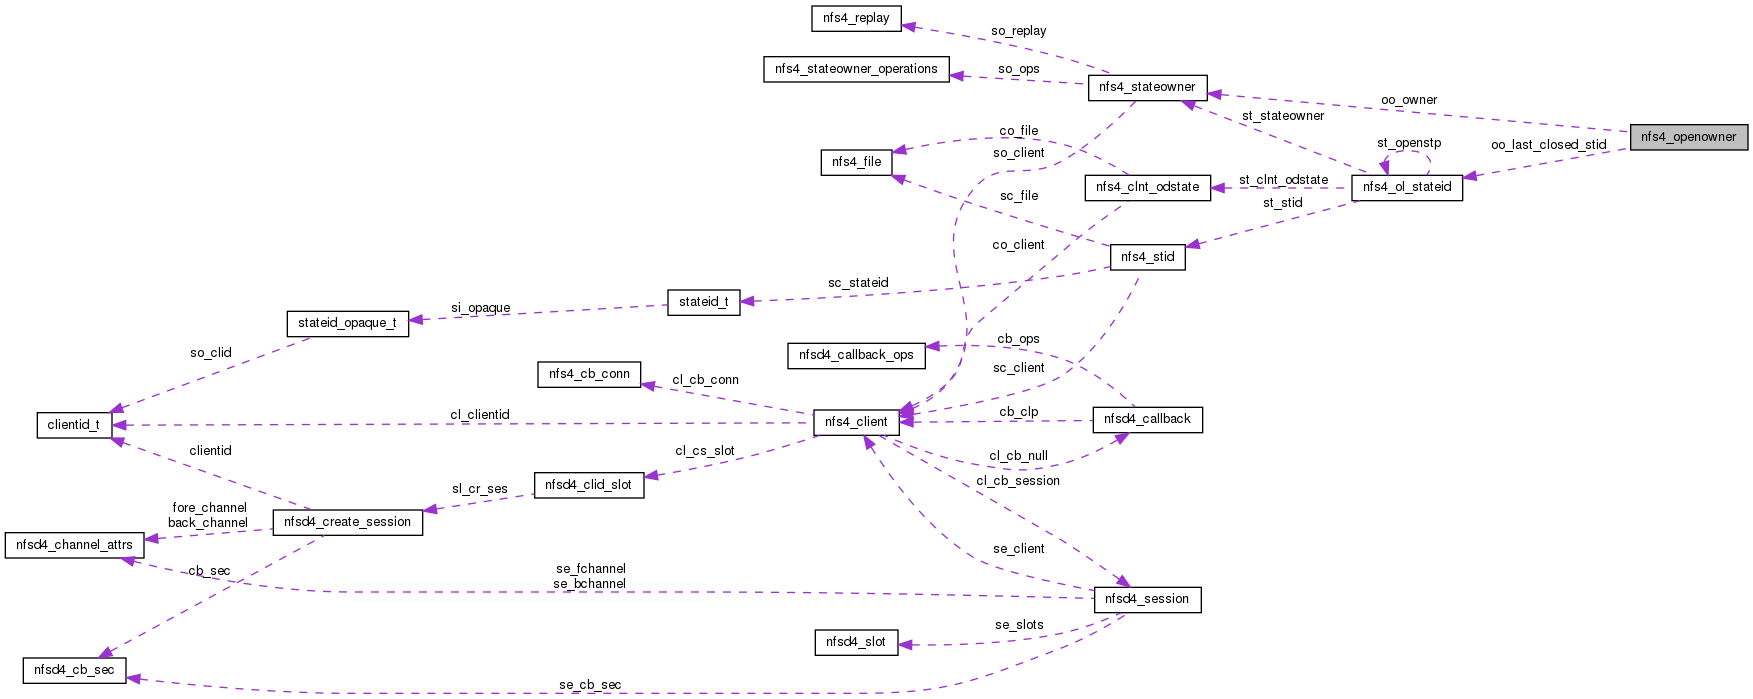 nfs4_replay
so_replay
nfs4_stateowner_operations
so_ops
nfs4_stateowner
oo_owner
st_stateowner
nfs4_openowner
co_file
st_openstp
oo_last_closed_stid
nfs4_file
so_client
nfs4_clnt_odstate
st_clnt_odstate
nfs4_ol_stateid
sc_file
st_stid
co_client
nfs4_stid
sc_stateid
stateid_t
si_opaque
stateid_opaque_t
so_clid
cb_ops
nfsd4_callback_ops
sc_client
nfs4_cb_conn
cl_cb_conn
clientid_t
cl_clientid
nfs4_client
cb_clp
nfsd4_callback
clientid
cl_cs_slot
cl_cb_null
cl_cb_session
nfsd4_clid_slot
sl_cr_ses
fore_channel
back_channel
nfsd4_create_session
nfsd4_channel_attrs
se_client
cb_sec
se_fchannel
se_bchannel
nfsd4_session
se_slots
nfsd4_slot
nfsd4_cb_sec
se_cb_sec